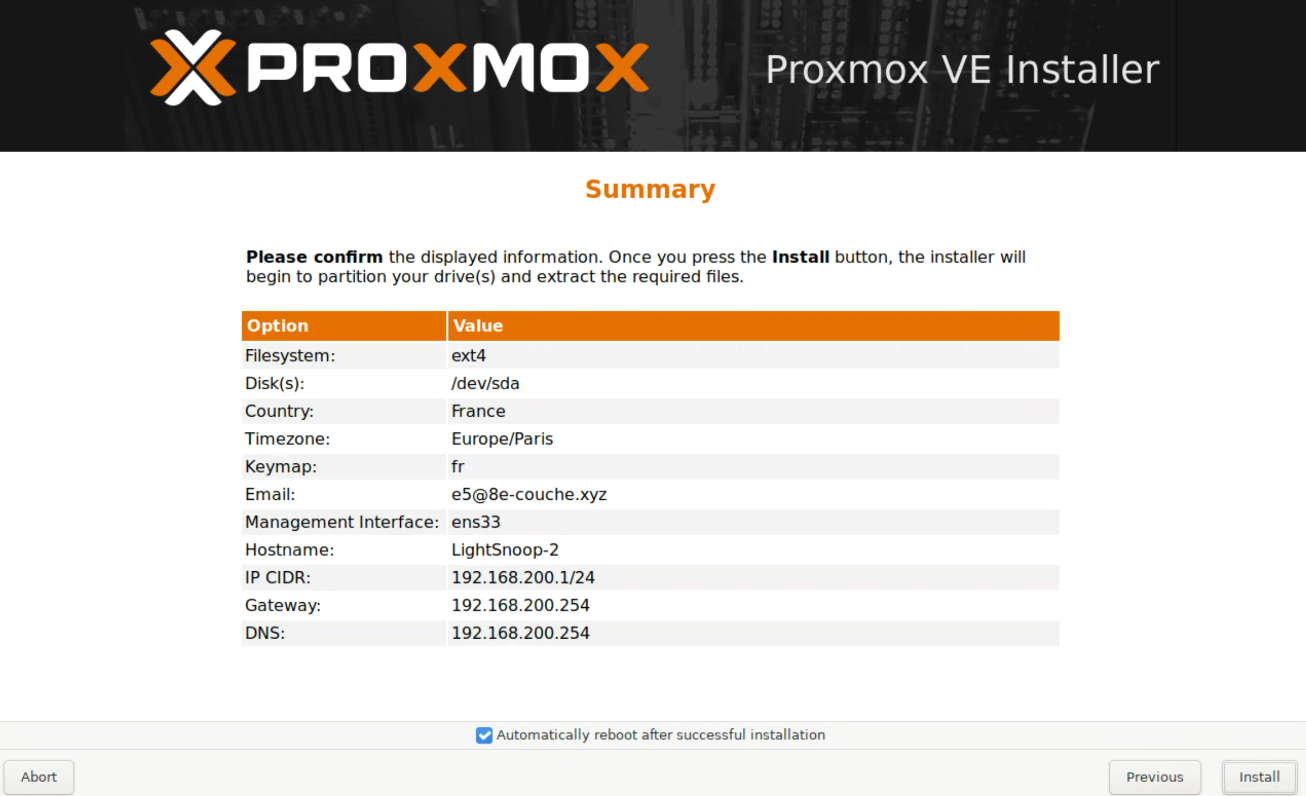 PROXMOX
Proxmox VE Installer
Summary
Please confirm the displayed information. Once you press the Install button, the installer will
begin to partition your drive(s) and extract the required files.
Option Value
Filesystem: ext4
Disk(s): /dev/sda
Country: France
Timezone: Europe/Paris
Keymap: fr
Email: e5@8e-couche.xyz
Management Interface: ens33
Hostname: LightSnoop-2
IP CIDR: 192.168.200.1/24
Gateway: 192.168.200.254
DNS: 192.168.200.254
Automatically reboot after successful installation
Abort Previous Install